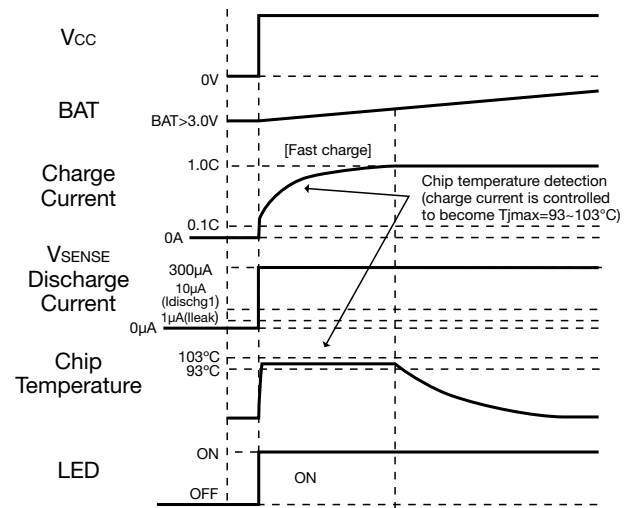 VCC
0V
BAT
BAT>3.0V
[Fast charge]
1.0C
Charge
Current
Chip temperature detection
(charge current is controlled
to become Tjmax=93~103°C)
0.1C
0A
VSENSE
Discharge
Current
300µA
10µA
(Idischg1)
1µA(Ileak)
0µA
Chip
Temperature
103°C
93°C
LED
ON
ON
OFF